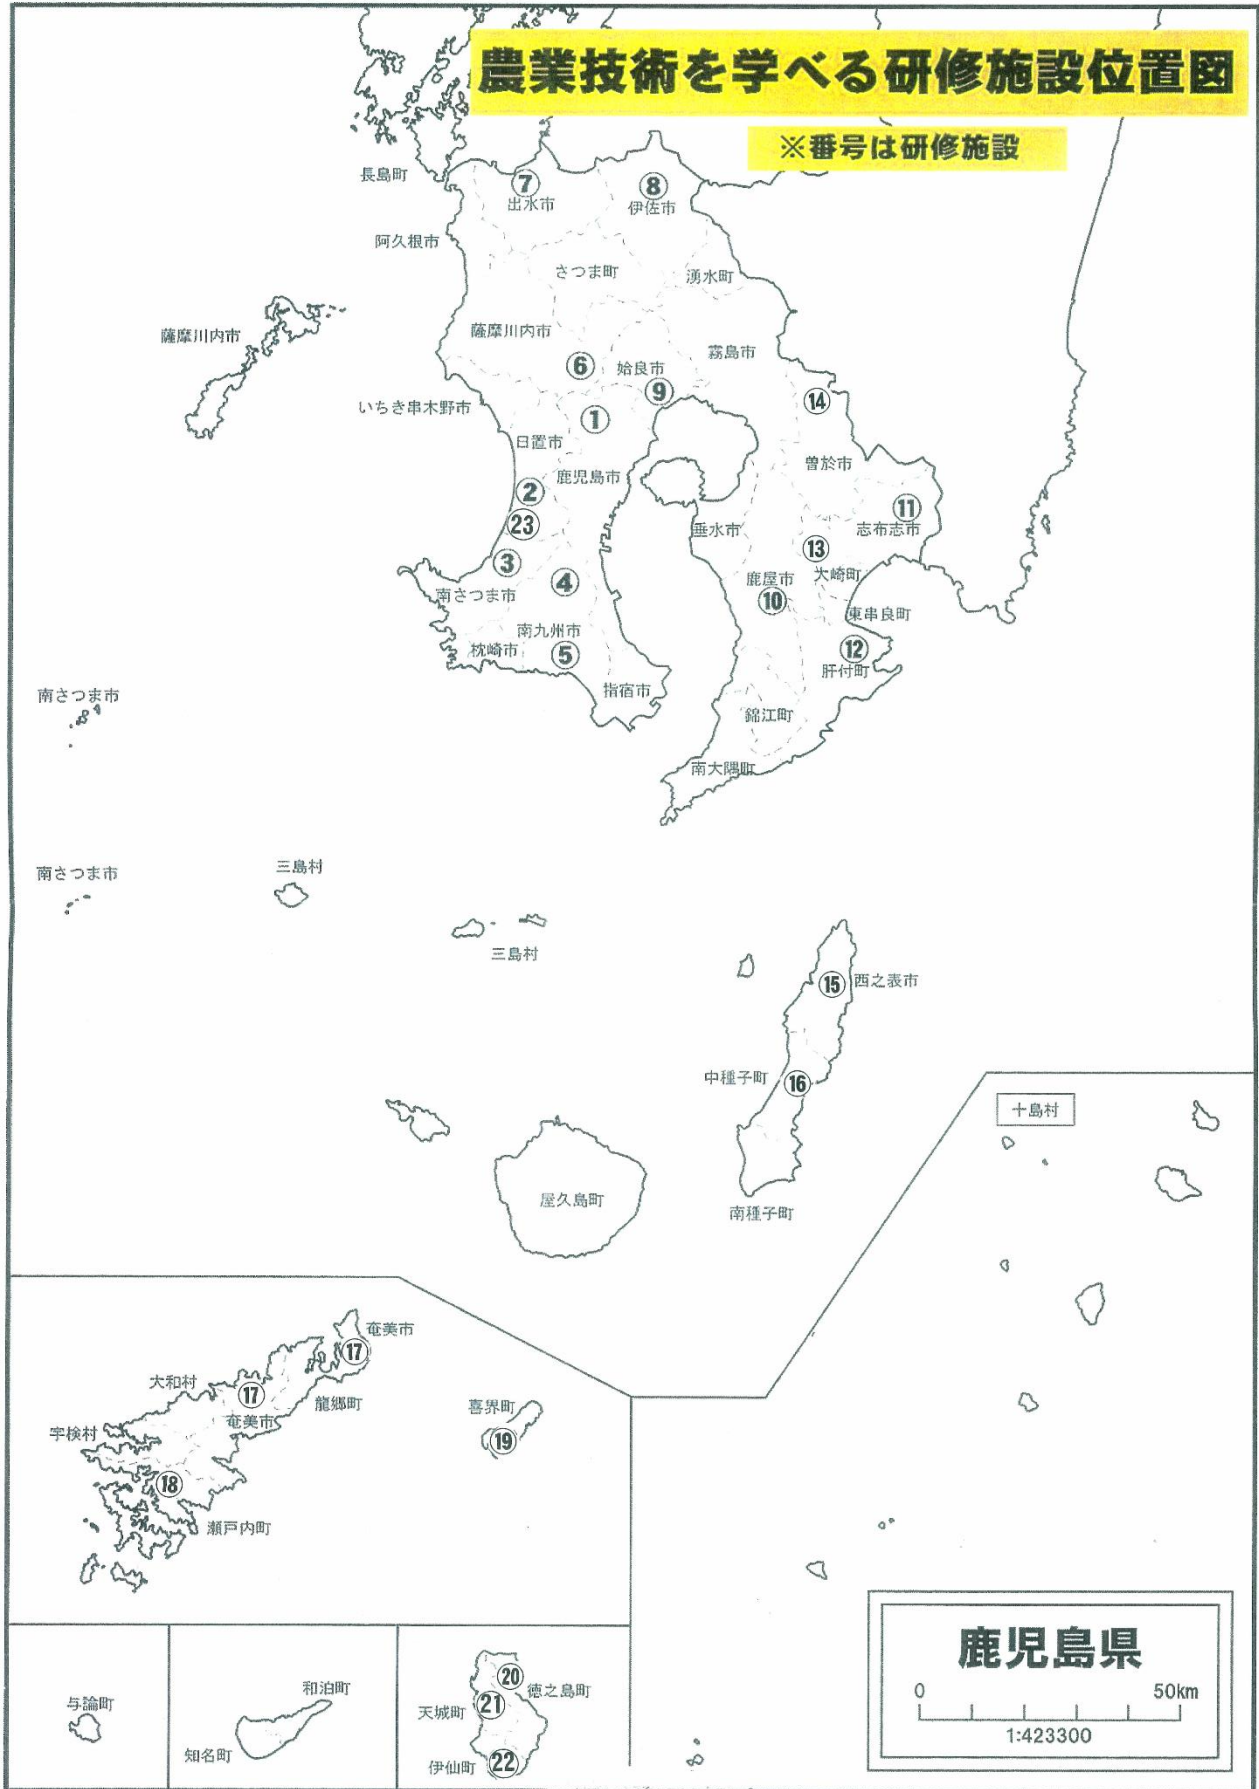 農業技術を学べる研修施設位置図
※番号は研修施設
長島町
⑦
出水市
⑧
伊佐市
阿久根市
さつま町
湧水町
薩摩川内市
薩摩川内市
霧島市
⑥
姶良市
⑨
⑭
いちき串木野市
①
日置市
鹿児島市
曽於市
②
⑪
㉓
垂水市
志布志市
③
④
⑬
大崎町
南さつま市
鹿屋市
⑩
東串良町
南九州市
枕崎市
⑤
⑫
肝付町
指宿市
南さつま市
錦江町
南大隅町
南さつま市
三島村
三島村
⑮
西之表市
中種子町
⑯
十島村
屋久島町
南種子町
奄美市
⑰
大和村
⑰
龍郷町
奄美市
喜界町
宇検村
⑲
⑱
瀬戸内町
鹿児島県
0 50km
1:423300
与論町
和泊町
知名町
⑳
徳之島町
天城町
㉑
伊仙町
㉒